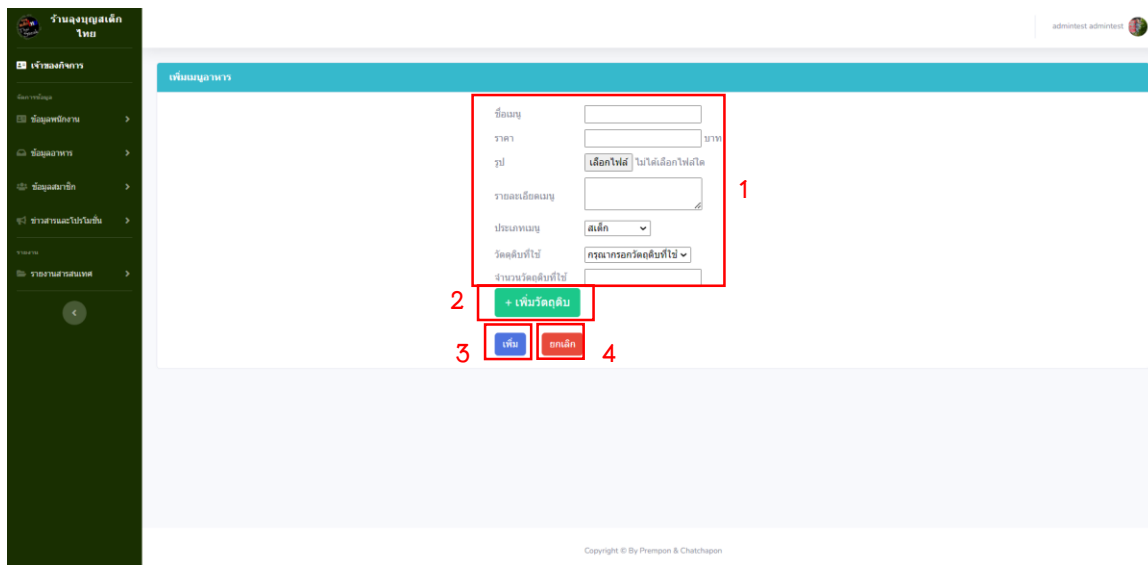 ร้านลุงบุญสเต็ก
ไทย
admintest admintest
เจ้าของกิจการ
เพิ่มเมนูอาหาร
จัดการข้อมูล
ข้อมูลพนักงาน
ข้อมูลอาหาร
ข้อมูลสมาชิก
ข่าวสารและโปรโมชั่น
รายงาน
รายงานสารสนเทศ
ชื่อเมนู
ราคา บาท
รูป เลือกไฟล์ ไม่ได้เลือกไฟล์ใด
รายละเอียดเมนู
1
ประเภทเมนู สเต็ก
วัตถุดิบที่ใช้ กรุณากรอกวัตถุดิบที่ใช้
จำนวนวัตถุดิบที่ใช้
2 + เพิ่มวัตถุดิบ
3 เพิ่ม ยกเลิก 4
Copyright © By Prempon & Chatchapon